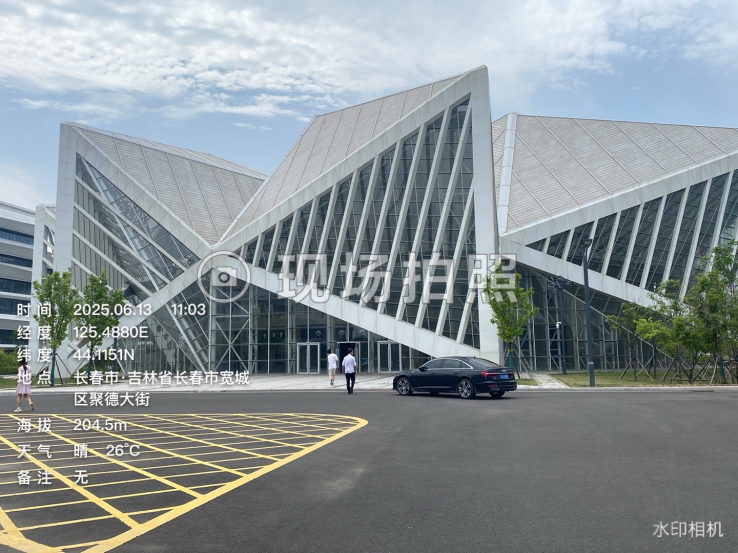 现场拍照
时间 2025.06.13 11:03
经度 125.4880E
纬度 44.1151N
地点 长春市·吉林省长春市宽城
区聚德大街
海拔 204.5m
天气 晴 26℃
备注 无
水印相机